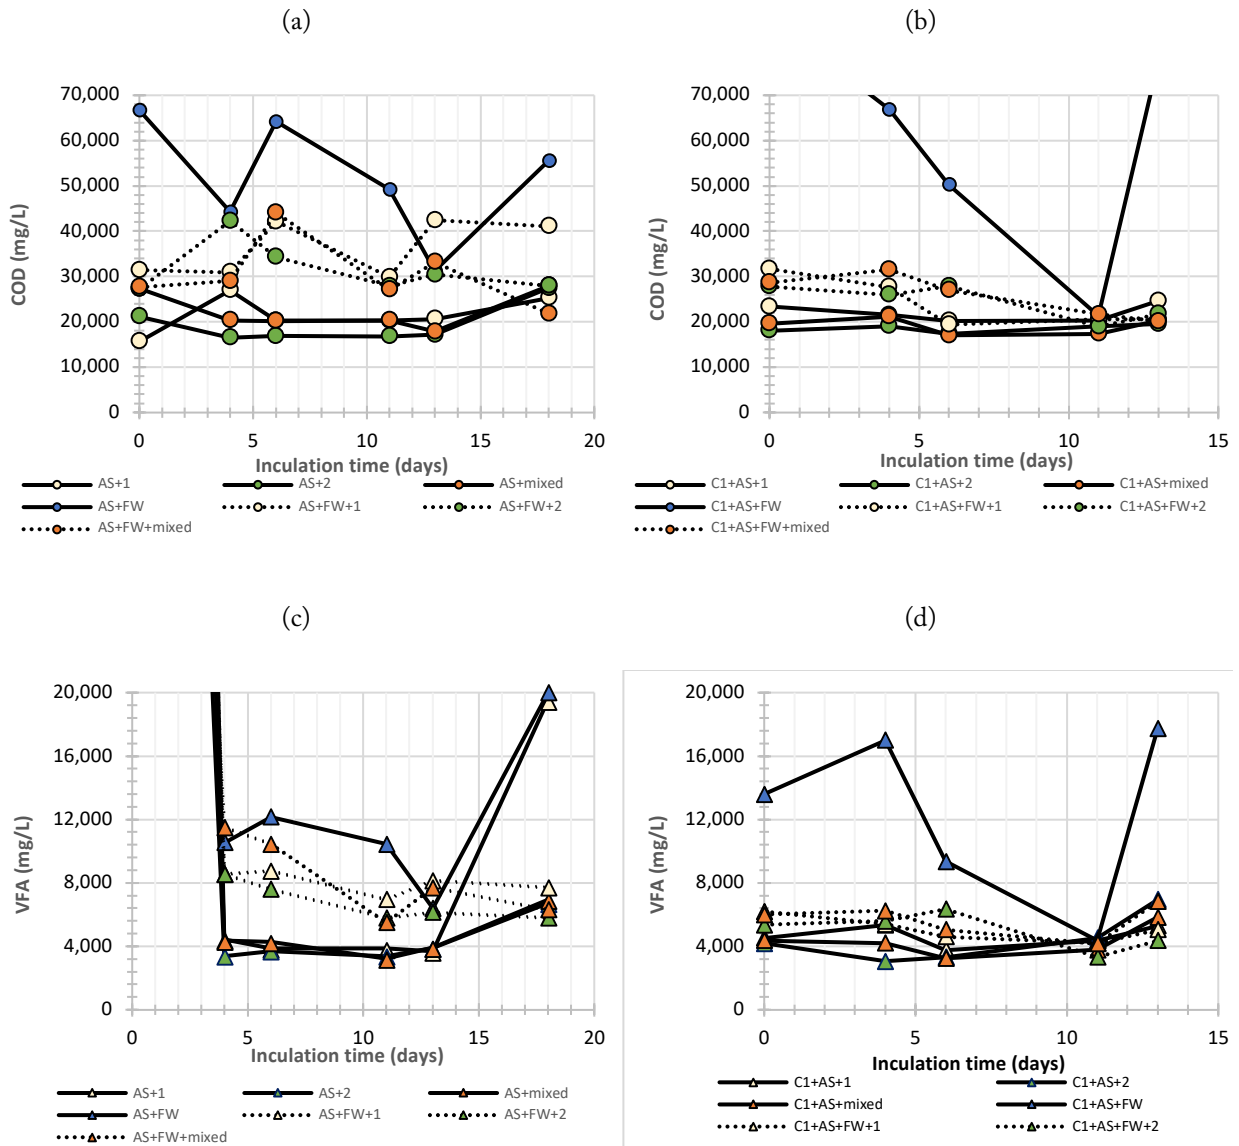 (a)
(b)
70,000
60,000
50,000
40,000
30,000
20,000
10,000
0
COD (mg/L)
0 5 10 15 20
Inculation time (days)
AS+1 AS+2 AS+mixed
AS+FW AS+FW+1 AS+FW+2
AS+FW+mixed
70,000
60,000
50,000
40,000
30,000
20,000
10,000
0
COD (mg/L)
0 5 10 15
Inculation time (days)
C1+AS+1 C1+AS+2 C1+AS+mixed
C1+AS+FW C1+AS+FW+1 C1+AS+FW+2
C1+AS+FW+mixed
(c)
(d)
20,000
16,000
12,000
8,000
4,000
0
VFA (mg/L)
0 5 10 15 20
Inculation time (days)
AS+1 AS+2 AS+mixed
AS+FW AS+FW+1 AS+FW+2
AS+FW+mixed
20,000
16,000
12,000
8,000
4,000
0
VFA (mg/L)
0 5 10 15
Inculation time (days)
C1+AS+1 C1+AS+2
C1+AS+mixed C1+AS+FW
C1+AS+FW+1 C1+AS+FW+2